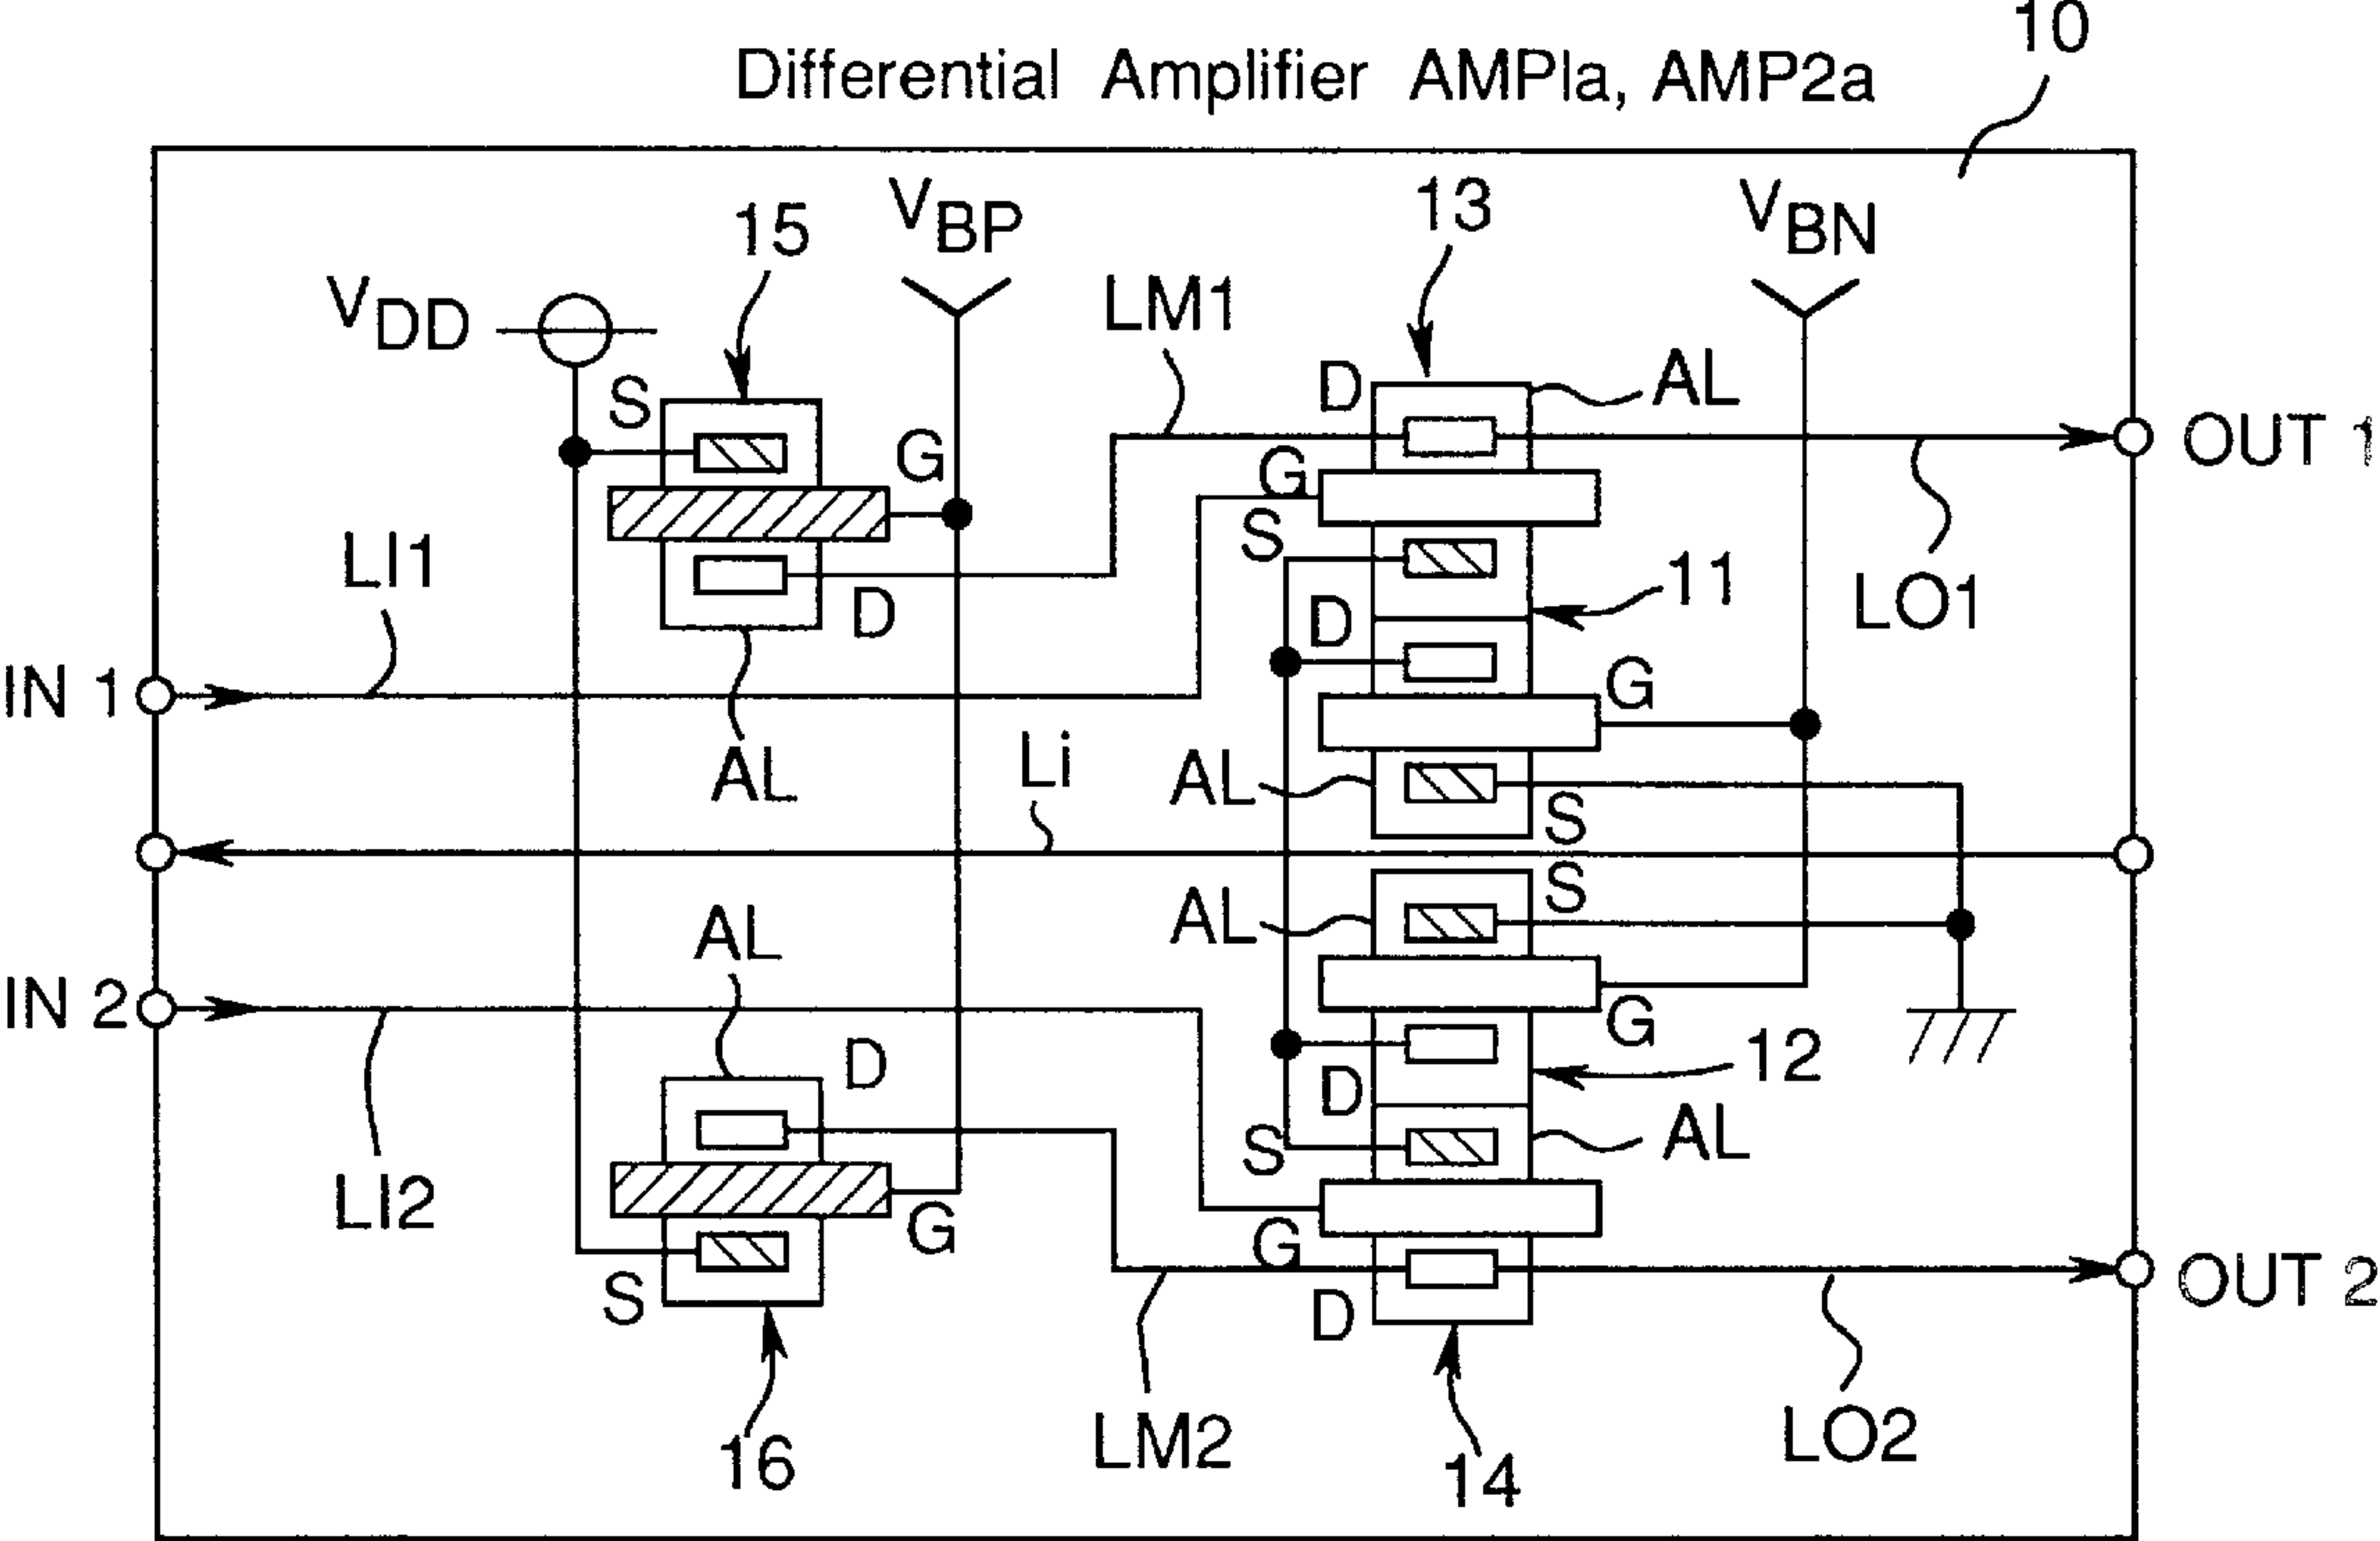 10
Differential Amplifier AMPla, AMP2a
VBP
13
VBN
15
VDD
LM1
S
D
AL
G
OUT 1
G
S
LI1
11
D
D
LO1
IN 1
G
AL
Li
AL
S
AL
AL
S
IN 2
D
G
12
D
S
AL
LI2
G
G
OUT 2
S
D
LM2
LO2
16
14